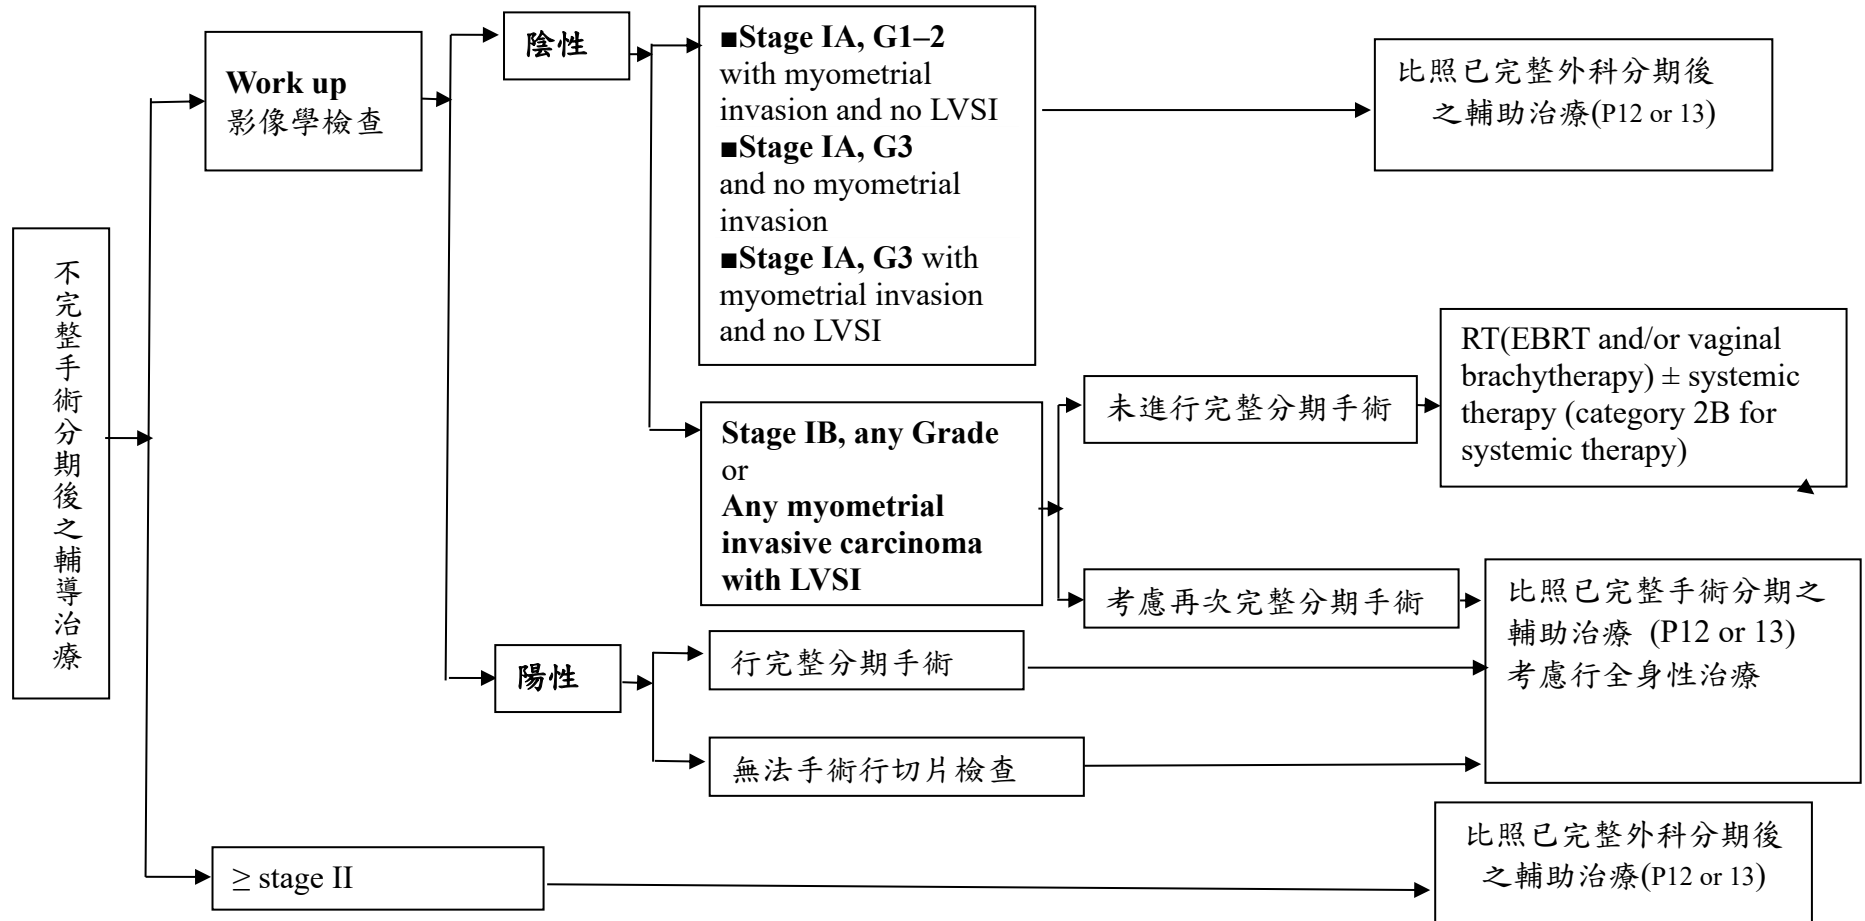 不完整手術分期後之輔導治療
Work up
影像學檢查
陰性
■Stage IA, G1–2
with myometrial
invasion and no LVSI
■Stage IA, G3
and no myometrial
invasion
■Stage IA, G3 with
myometrial invasion
and no LVSI
比照已完整外科分期後
之輔助治療(P12 or 13)
Stage IB, any Grade
or
Any myometrial
invasive carcinoma
with LVSI
未進行完整分期手術
RT(EBRT and/or vaginal
brachytherapy) ± systemic
therapy (category 2B for
systemic therapy)
考慮再次完整分期手術
比照已完整手術分期之
輔助治療 (P12 or 13)
考慮行全身性治療
陽性
行完整分期手術
無法手術行切片檢查
≥ stage II
比照已完整外科分期後
之輔助治療(P12 or 13)